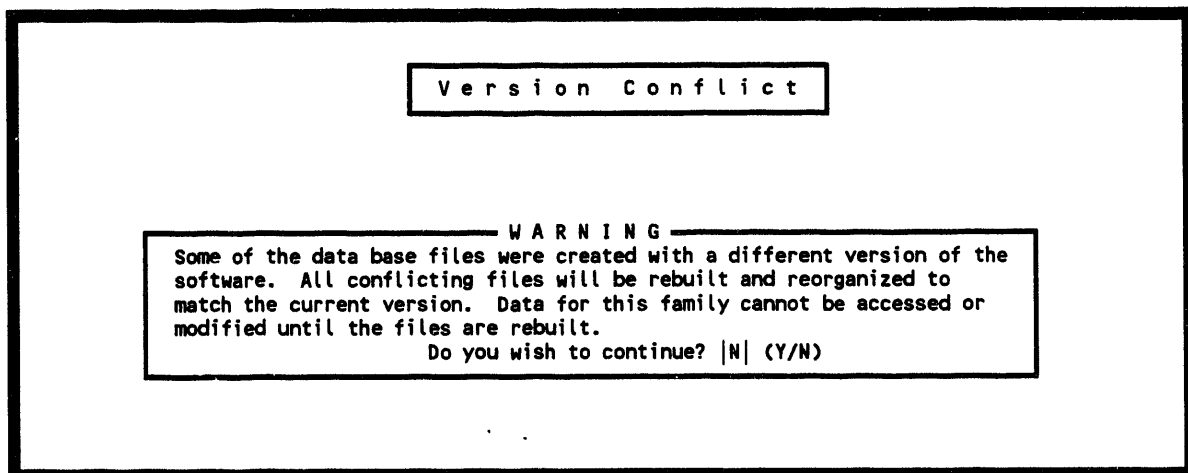 Version Conflict
WARNING
Some of the data base files were created with a different version of the
software. All conflicting files will be rebuilt and reorganized to
match the current version. Data for this family cannot be accessed or
modified until the files are rebuilt.
Do you wish to continue? |N| (Y/N)